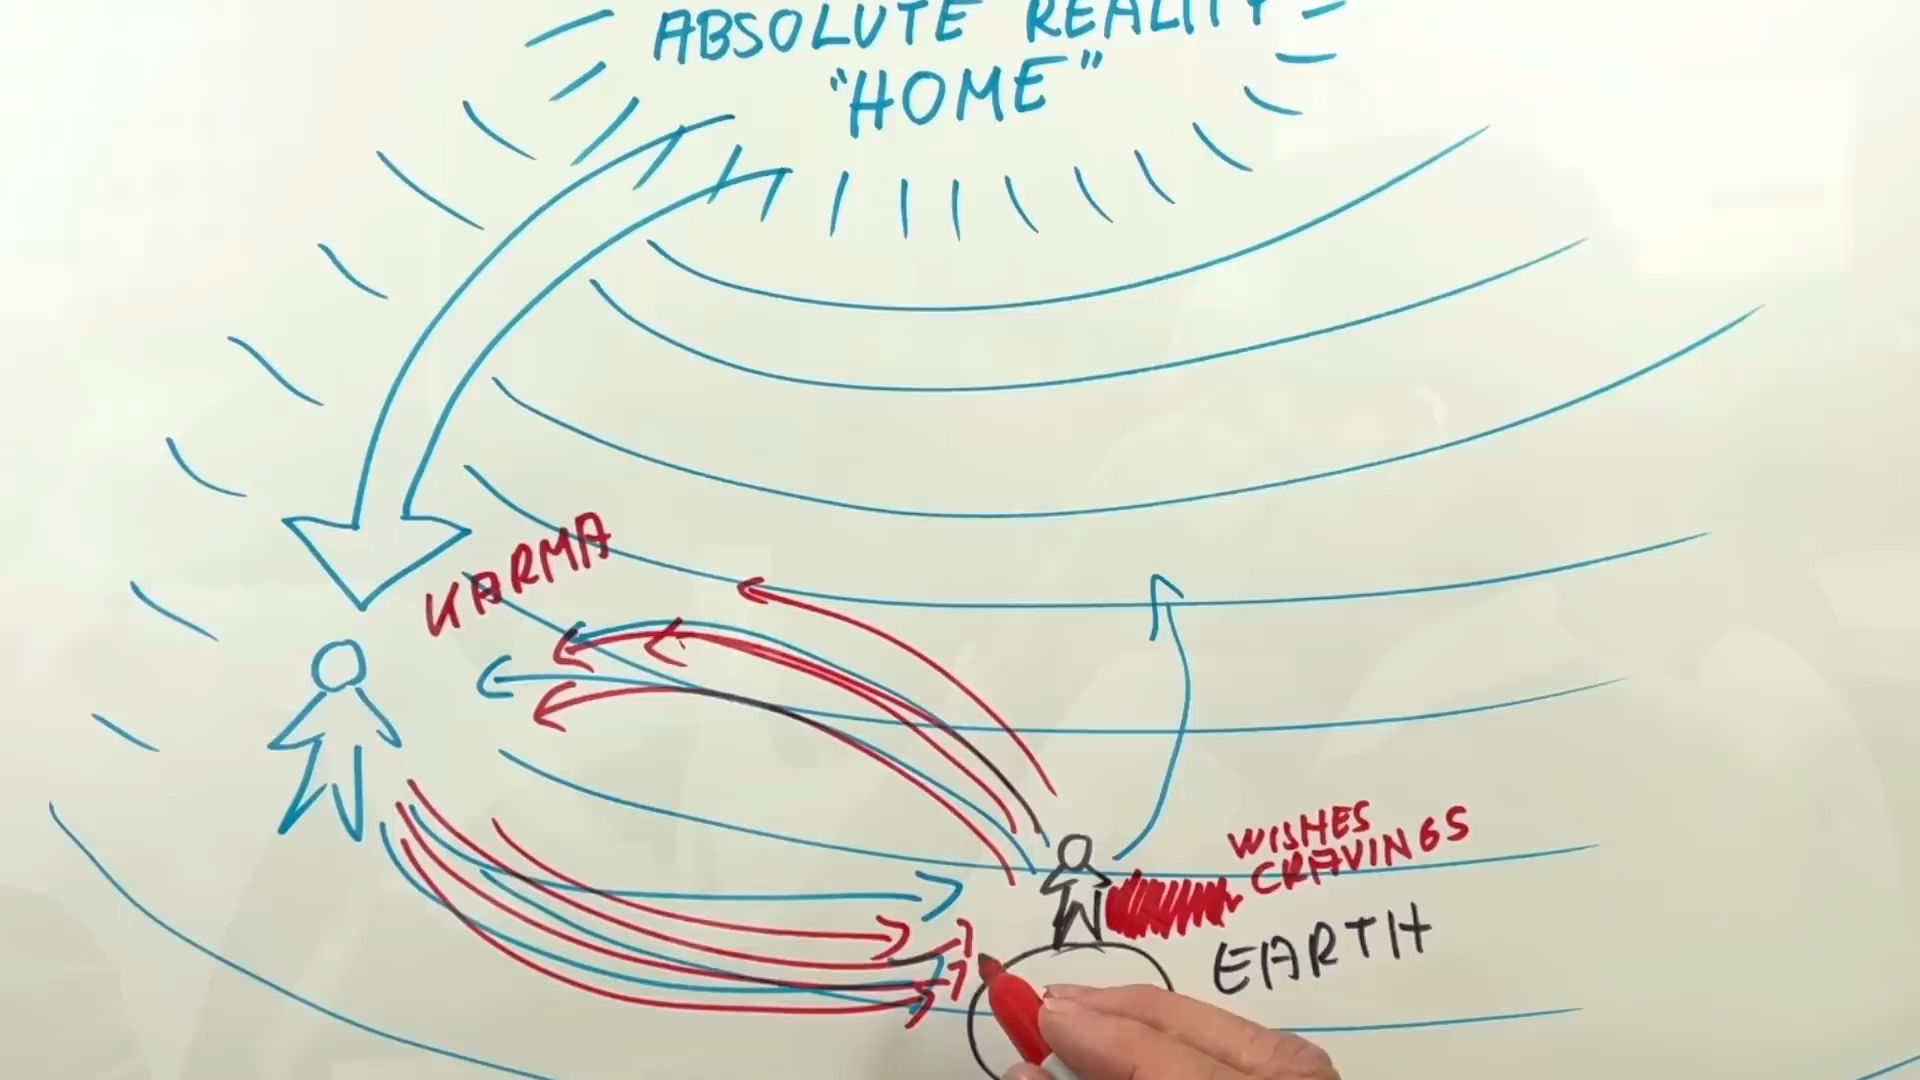 ABSOLUTE REALITY
"HOME"
KARMA
WISHES
CRAVINGS
EARTH